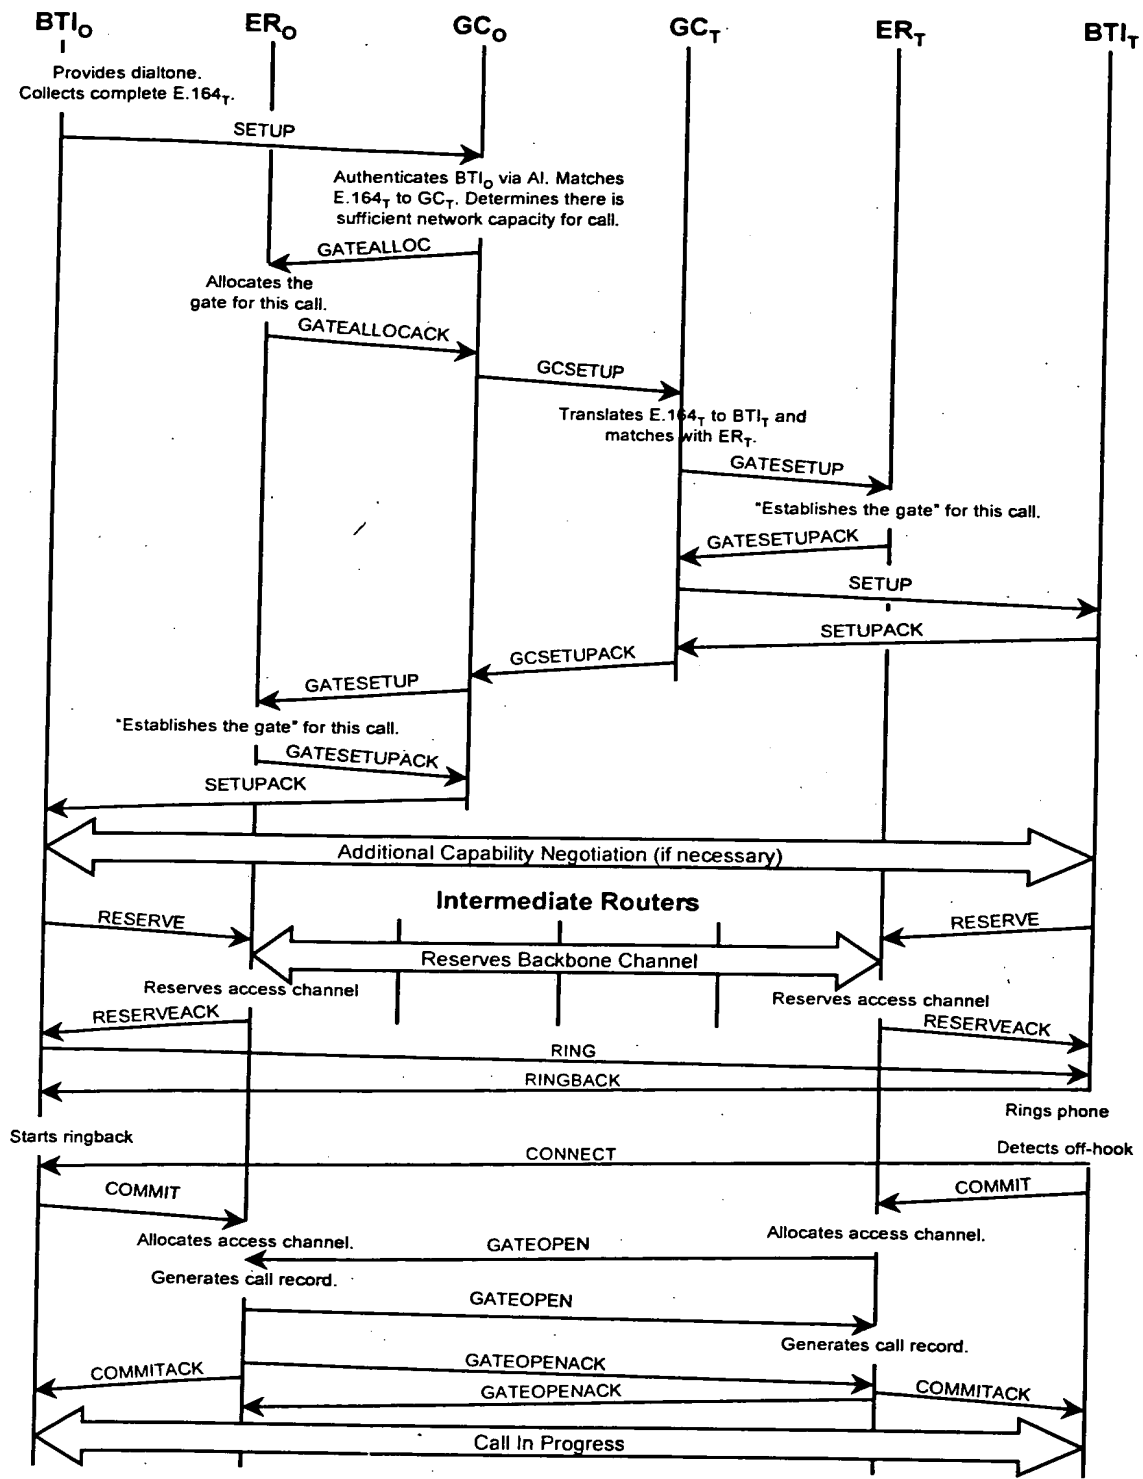 BTIO ERO GCO GCT ERT BTIT
Provides dialtone.
Collects complete E.164T.
SETUP
Authenticates BTIO via AI. Matches
E.164T to GCT. Determines there is
sufficient network capacity for call.
GATEALLOC
Allocates the
gate for this call.
GATEALLOCACK
GCSETUP
Translates E.164T to BTIT and
matches with ERT.
GATESETUP
"Establishes the gate" for this call.
GATESETUPACK
SETUP
SETUPACK
GCSETUPACK
GATESETUP
"Establishes the gate" for this call.
GATESETUPACK
SETUPACK
Additional Capability Negotiation (if necessary)
Intermediate Routers
RESERVE RESERVE
Reserves Backbone Channel
Reserves access channel Reserves access channel
RESERVEACK RESERVEACK
RING
RINGBACK
Rings phone
Starts ringback
Detects off-hook
CONNECT
COMMIT COMMIT
Allocates access channel. Allocates access channel.
GATEOPEN
Generates call record.
GATEOPEN
Generates call record.
GATEOPENACK
COMMITACK
GATEOPENACK
COMMITACK
Call In Progress